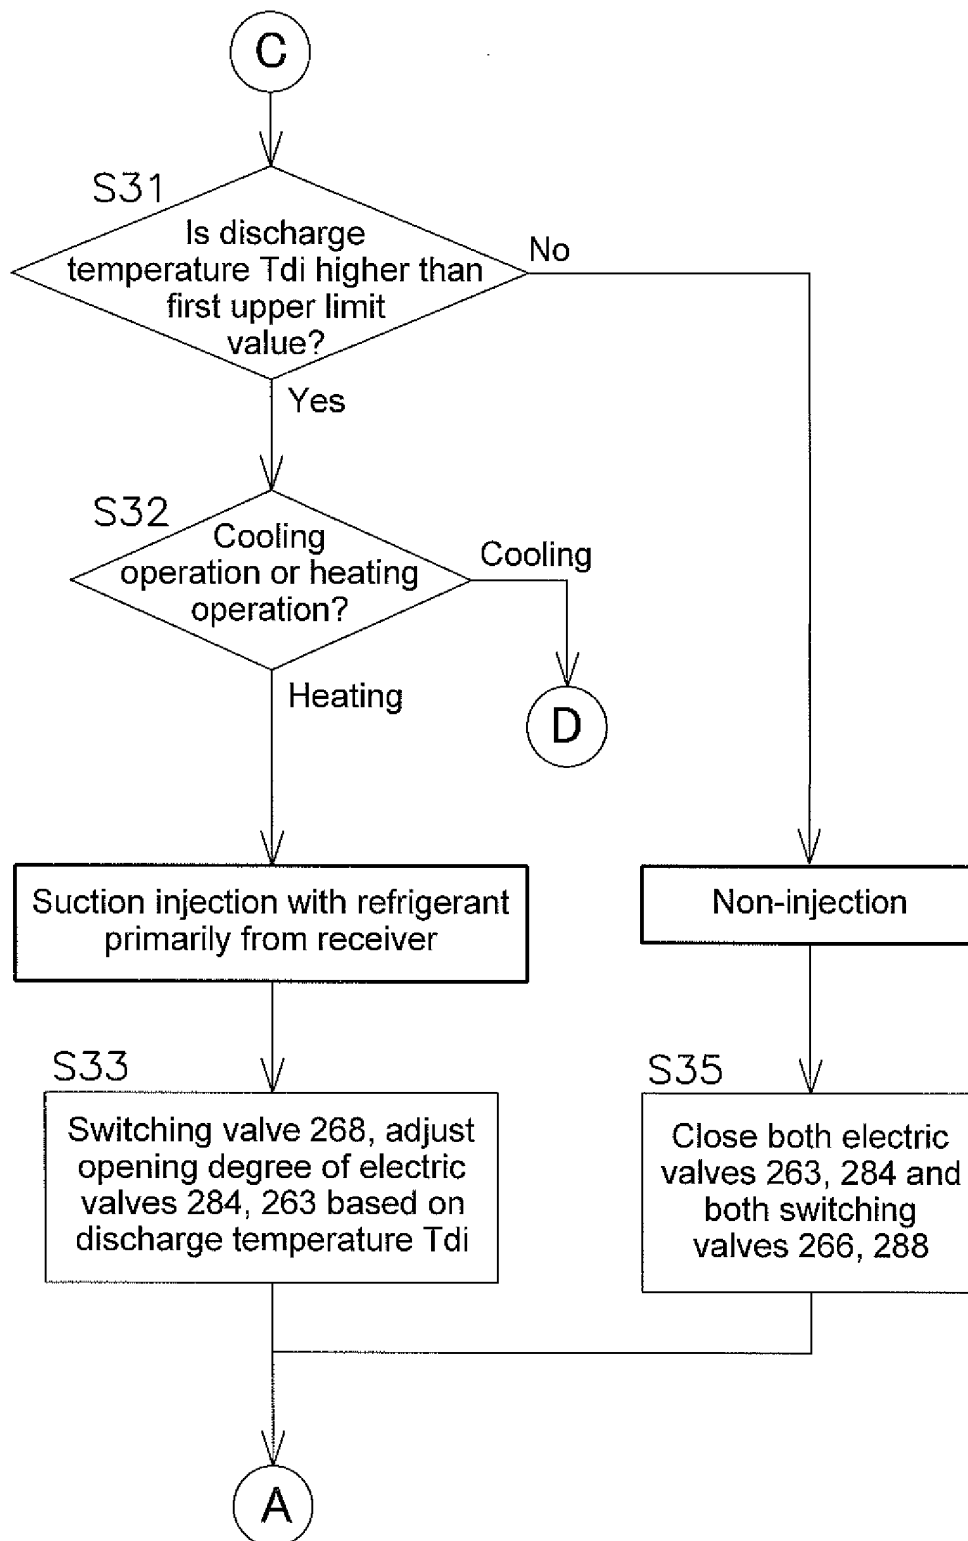 C
S31
Is discharge
temperature Tdi higher than
first upper limit
value?
No
Yes
S32
Cooling
operation or heating
operation?
Cooling
Heating
D
Suction injection with refrigerant
primarily from receiver
Non-injection
S33
Switching valve 268, adjust
opening degree of electric
valves 284, 263 based on
discharge temperature Tdi
S35
Close both electric
valves 263, 284 and
both switching
valves 266, 288
A